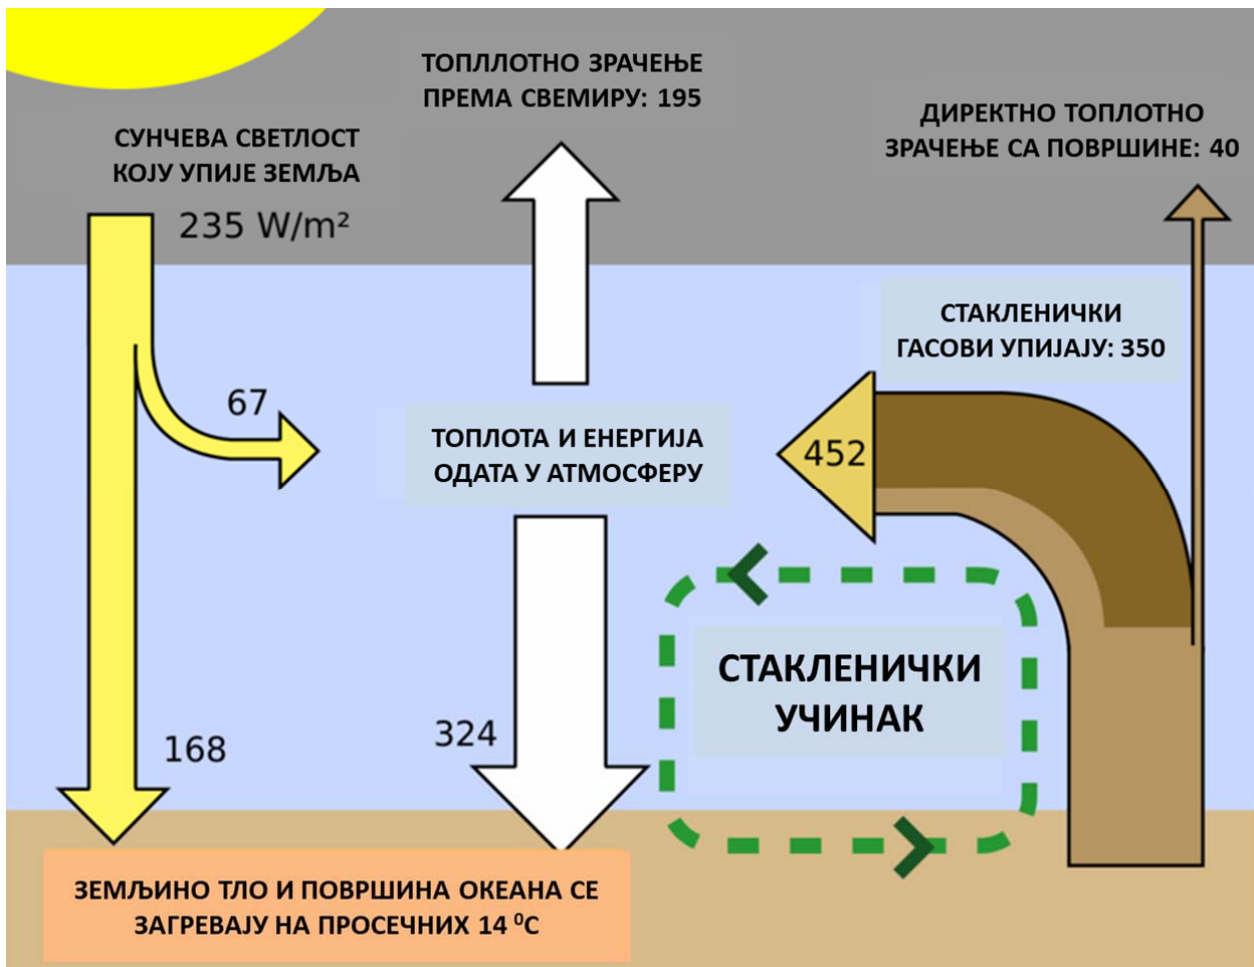 ТОПЛЛОТНО ЗРАЧЕЊЕ
ПРЕМА СВЕМИРУ: 195
ДИРЕКТНО ТОПЛОТНО
ЗРАЧЕЊЕ СА ПОВРШИНЕ: 40
СУНЧЕВА СВЕТЛОСТ
КОЈУ УПИЈЕ ЗЕМЉА
235 W/m²
СТАКЛЕНИЧКИ
ГАСОВИ УПИЈАЈУ: 350
67
ТОПЛОТА И ЕНЕРГИЈА
ОДАТА У АТМОСФЕРУ
452
СТАКЛЕНИЧКИ
УЧИНАК
168
324
ЗЕМЉИНО ТЛО И ПОВРШИНА ОКЕАНА СЕ
ЗАГРЕВАЈУ НА ПРОСЕЧНИХ 14 ⁰C